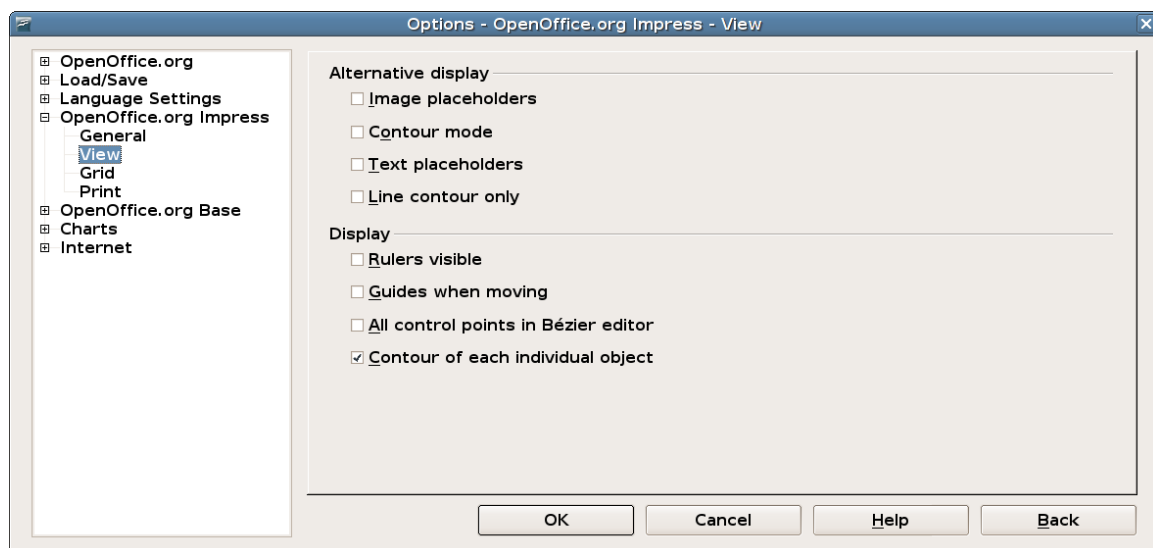 Options - OpenOffice.org Impress - View
OpenOffice.org
Load/Save
Language Settings
OpenOffice.org Impress
General
View
Grid
Print
OpenOffice.org Base
Charts
Internet
Alternative display
Image placeholders
Contour mode
Text placeholders
Line contour only
Display
Rulers visible
Guides when moving
All control points in Bézier editor
Contour of each individual object
OK
Cancel
Help
Back